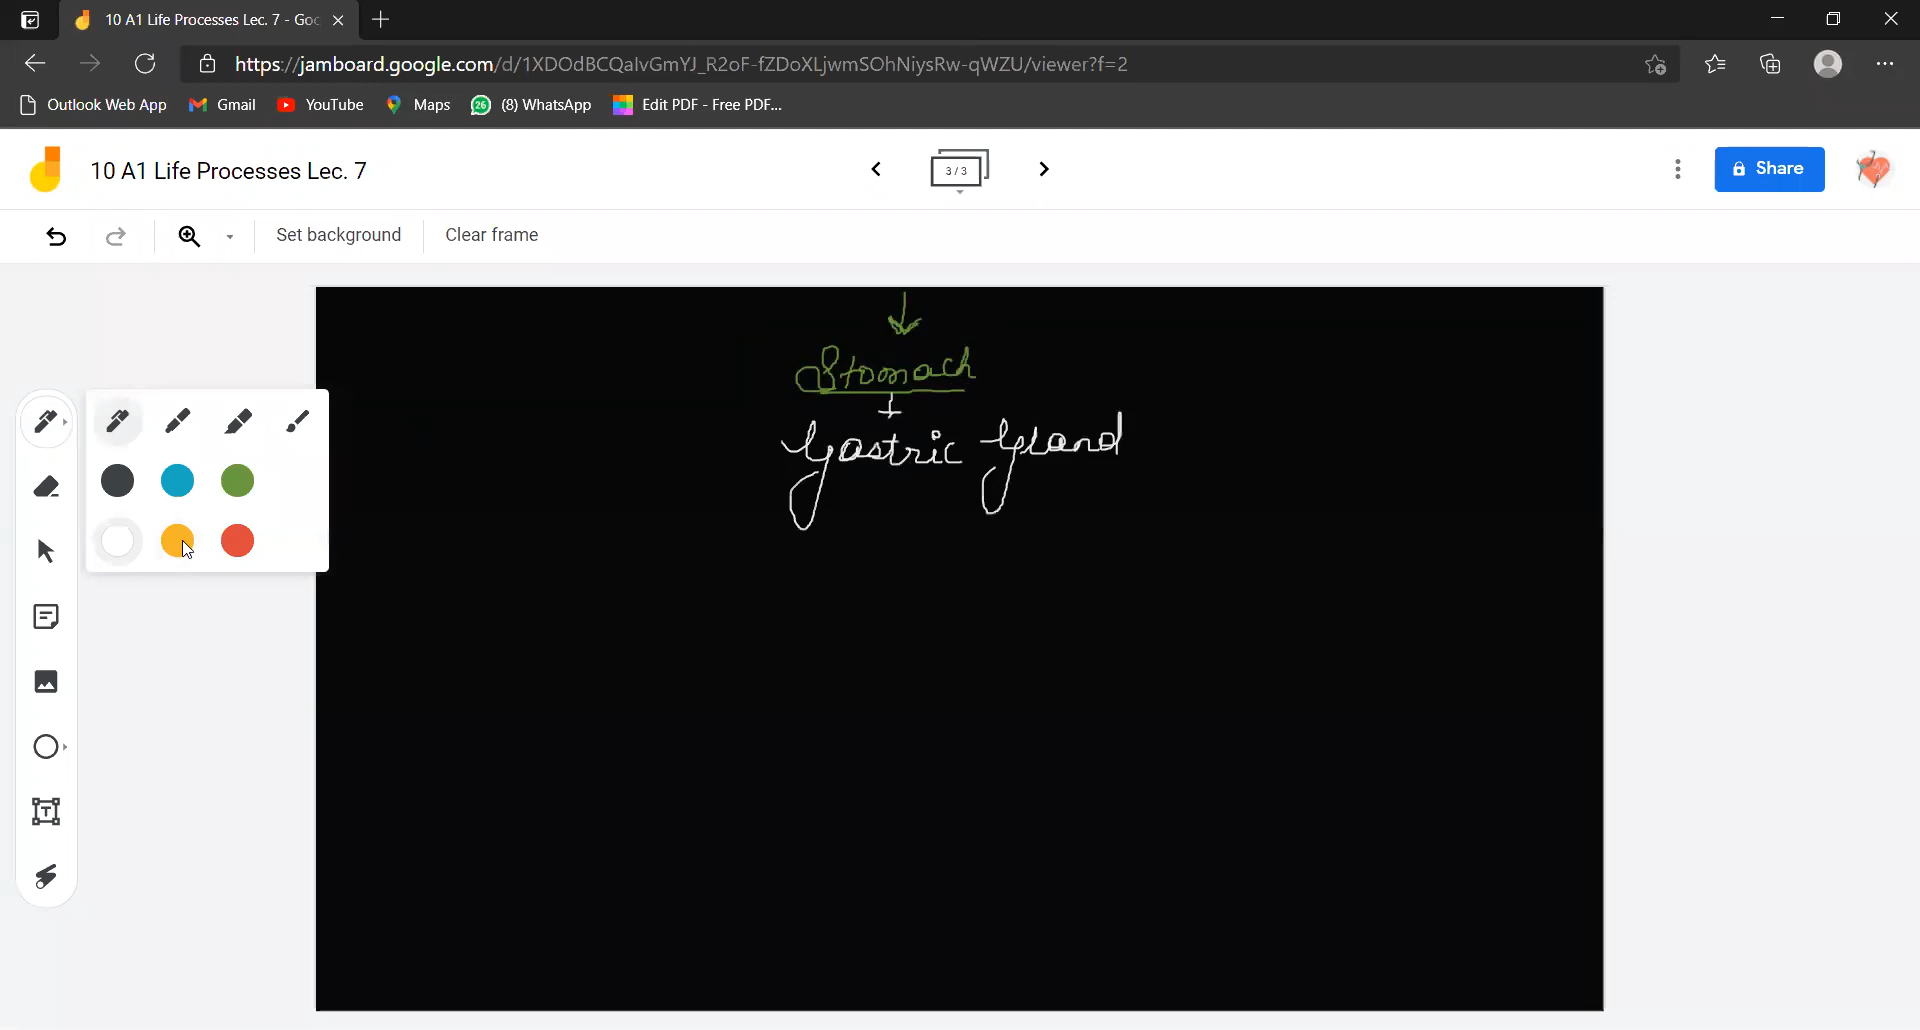 10 A1 Life Processes Lec. 7 - Goo
https://jamboard.google.com/d/1XDOdBCQalvGmYJ_R2oF-fZDoXLjwmSOhNiysRw-qWZU/viewer?f=2
Outlook Web App Gmail YouTube Maps 26 (8) WhatsApp Edit PDF - Free PDF...
10 A1 Life Processes Lec. 7
3 / 3
Share
Set background Clear frame
Stomach
Gastric Gland